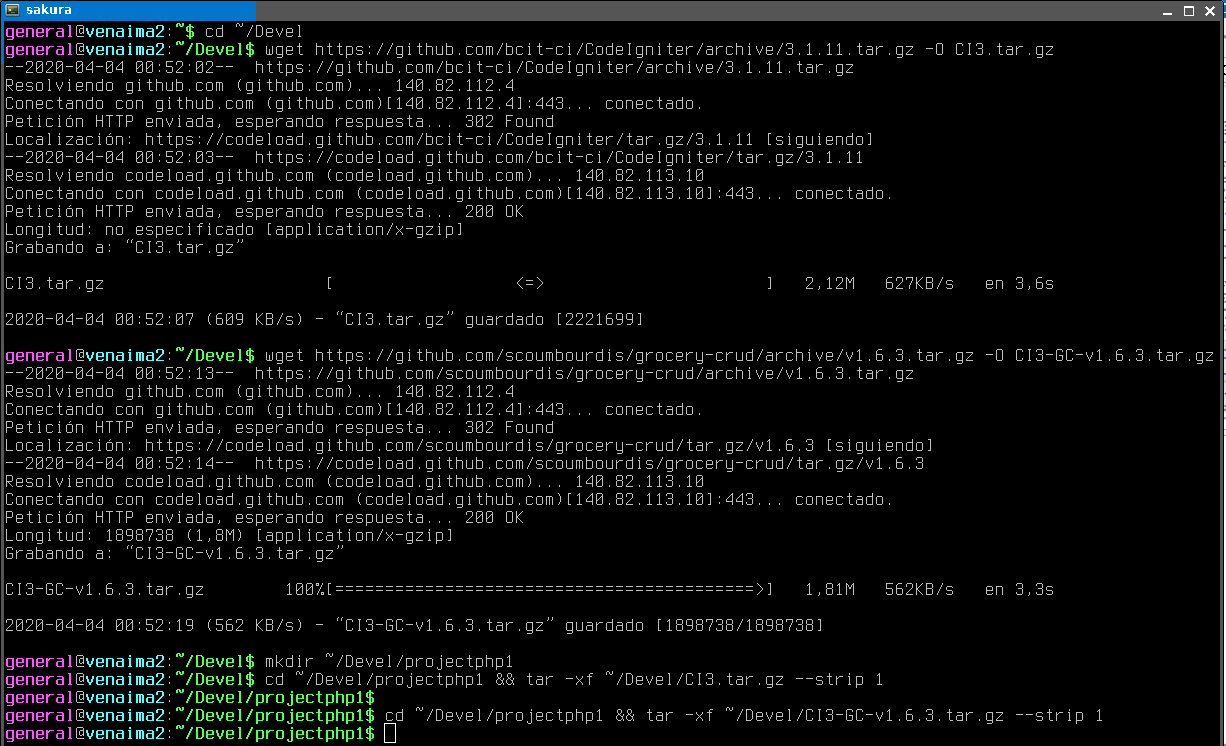 sakura
general@venaima2:~$ cd ~/Devel
general@venaima2:~/Devel$ wget https://github.com/bcit-ci/CodeIgniter/archive/3.1.11.tar.gz -O CI3.tar.gz
--2020-04-04 00:52:02--  https://github.com/bcit-ci/CodeIgniter/archive/3.1.11.tar.gz
Resolviendo github.com (github.com)... 140.82.112.4
Conectando con github.com (github.com)[140.82.112.4]:443... conectado.
Petición HTTP enviada, esperando respuesta... 302 Found
Localización: https://codeload.github.com/bcit-ci/CodeIgniter/tar.gz/3.1.11 [siguiendo]
--2020-04-04 00:52:03--  https://codeload.github.com/bcit-ci/CodeIgniter/tar.gz/3.1.11
Resolviendo codeload.github.com (codeload.github.com)... 140.82.113.10
Conectando con codeload.github.com (codeload.github.com)[140.82.113.10]:443... conectado.
Petición HTTP enviada, esperando respuesta... 200 OK
Longitud: no especificado [application/x-gzip]
Grabando a: “CI3.tar.gz”
CI3.tar.gz                      [                  <=>                       ]   2,12M   627KB/s   en 3,6s
2020-04-04 00:52:07 (609 KB/s) - “CI3.tar.gz” guardado [2221699]
general@venaima2:~/Devel$ wget https://github.com/scoumbourdis/grocery-crud/archive/v1.6.3.tar.gz -O CI3-GC-v1.6.3.tar.gz
--2020-04-04 00:52:13--  https://github.com/scoumbourdis/grocery-crud/archive/v1.6.3.tar.gz
Resolviendo github.com (github.com)... 140.82.112.4
Conectando con github.com (github.com)[140.82.112.4]:443... conectado.
Petición HTTP enviada, esperando respuesta... 302 Found
Localización: https://codeload.github.com/scoumbourdis/grocery-crud/tar.gz/v1.6.3 [siguiendo]
--2020-04-04 00:52:14--  https://codeload.github.com/scoumbourdis/grocery-crud/tar.gz/v1.6.3
Resolviendo codeload.github.com (codeload.github.com)... 140.82.113.10
Conectando con codeload.github.com (codeload.github.com)[140.82.113.10]:443... conectado.
Petición HTTP enviada, esperando respuesta... 200 OK
Longitud: 1898738 (1,8M) [application/x-gzip]
Grabando a: “CI3-GC-v1.6.3.tar.gz”
CI3-GC-v1.6.3.tar.gz        100%[==========================================>]   1,81M   562KB/s   en 3,3s
2020-04-04 00:52:19 (562 KB/s) - “CI3-GC-v1.6.3.tar.gz” guardado [1898738/1898738]
general@venaima2:~/Devel$ mkdir ~/Devel/projectphp1
general@venaima2:~/Devel$ cd ~/Devel/projectphp1 && tar -xf ~/Devel/CI3.tar.gz --strip 1
general@venaima2:~/Devel/projectphp1$
general@venaima2:~/Devel/projectphp1$ cd ~/Devel/projectphp1 && tar -xf ~/Devel/CI3-GC-v1.6.3.tar.gz --strip 1
general@venaima2:~/Devel/projectphp1$